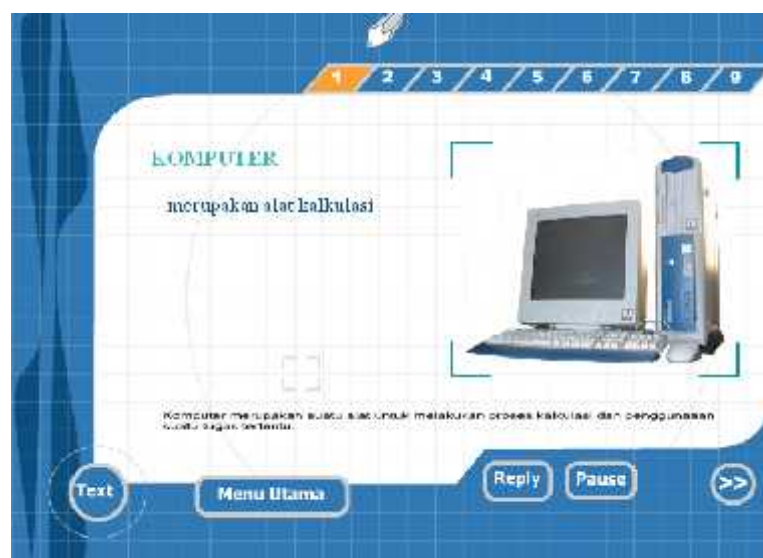 1 2 3 4 5 6 7 8 9
KOMPUTER
merupakan alat kalkulasi
Komputer merupakan suatu alat untuk melakukan proses kalkulasi dan penggunaaan
suatu tugas tertentu.
Text
Menu Utama
Reply
Pause
>>